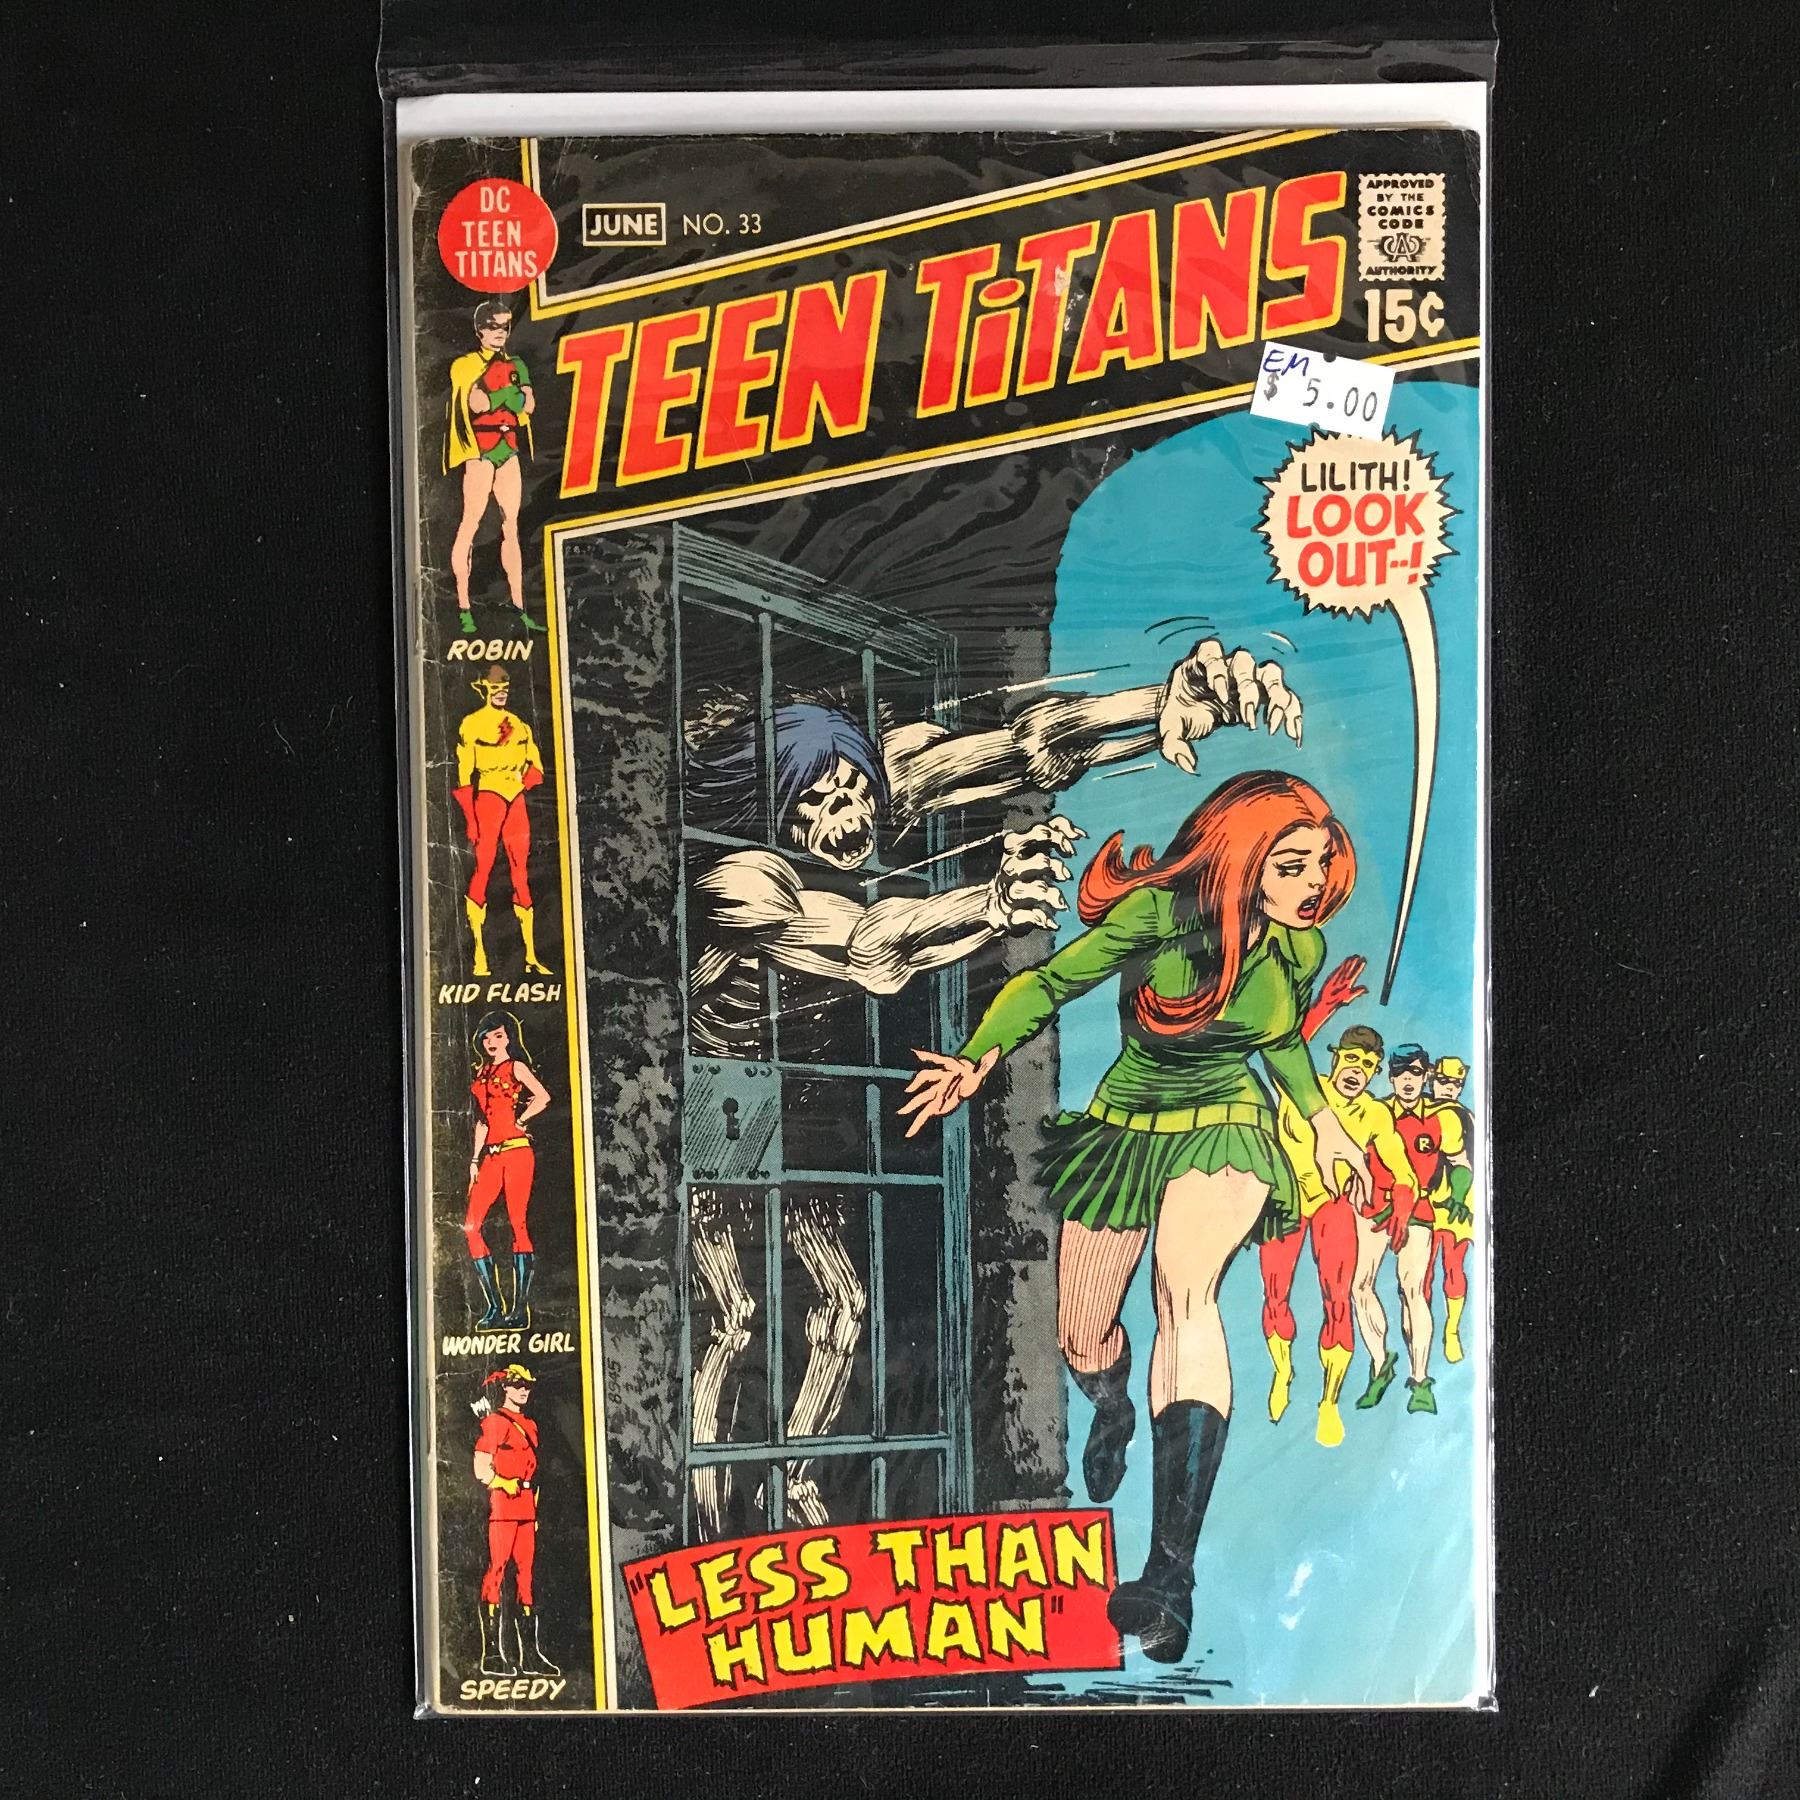 DC
TEEN
TITANS
JUNE NO. 33
TEEN TiTANS
APPROVED
BY THE
COMICS
CODE
AUTHORITY
15¢
EM
$ 5.00
LILITH!
LOOK
OUT--!
ROBIN
KID FLASH
WONDER GIRL
SPEEDY
R
"LESS THAN
HUMAN"